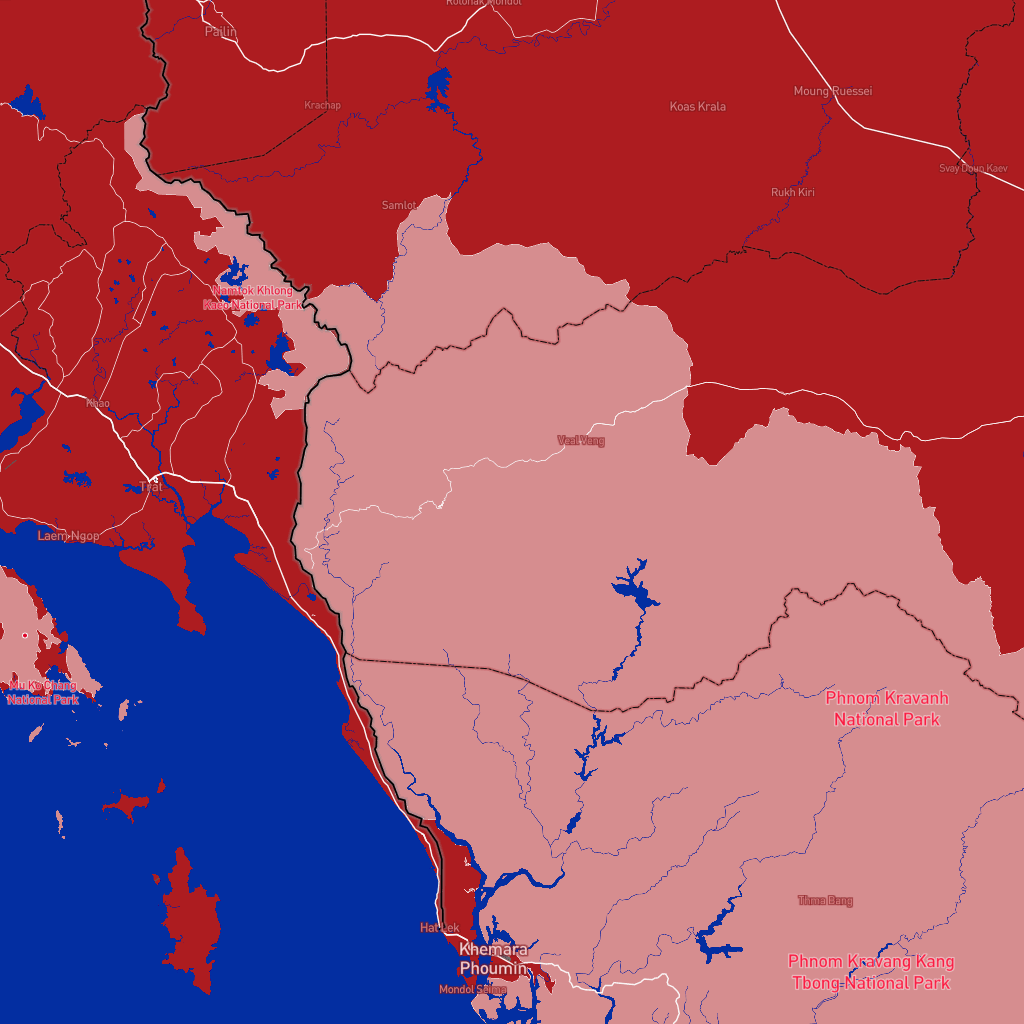 Rotonak Mondol
Pailin
Krachap
Koas Krala
Moung Ruessei
Svay Doun Kaev
Rukh Kiri
Samlot
Namtok Khlong
Kaeo National Park
Khao
Veal Veng
Trat
Laem Ngop
Mu Ko Chang
National Park
Phnom Kravanh
National Park
Thma Bang
Hat Lek
Khemara
Phoumin
Phnom Kravang Kang
Tbong National Park
Mondol Seima